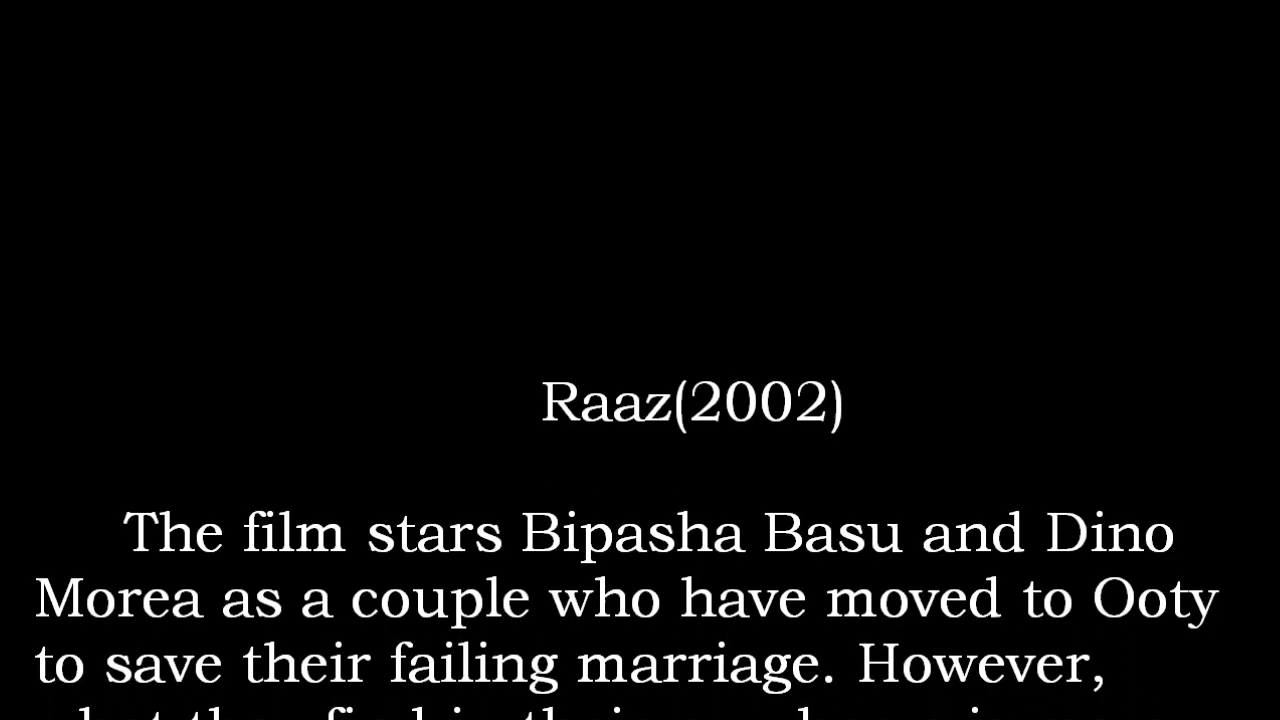 Raaz(2002)
The film stars Bipasha Basu and Dino
Morea as a couple who have moved to Ooty
to save their failing marriage. However,